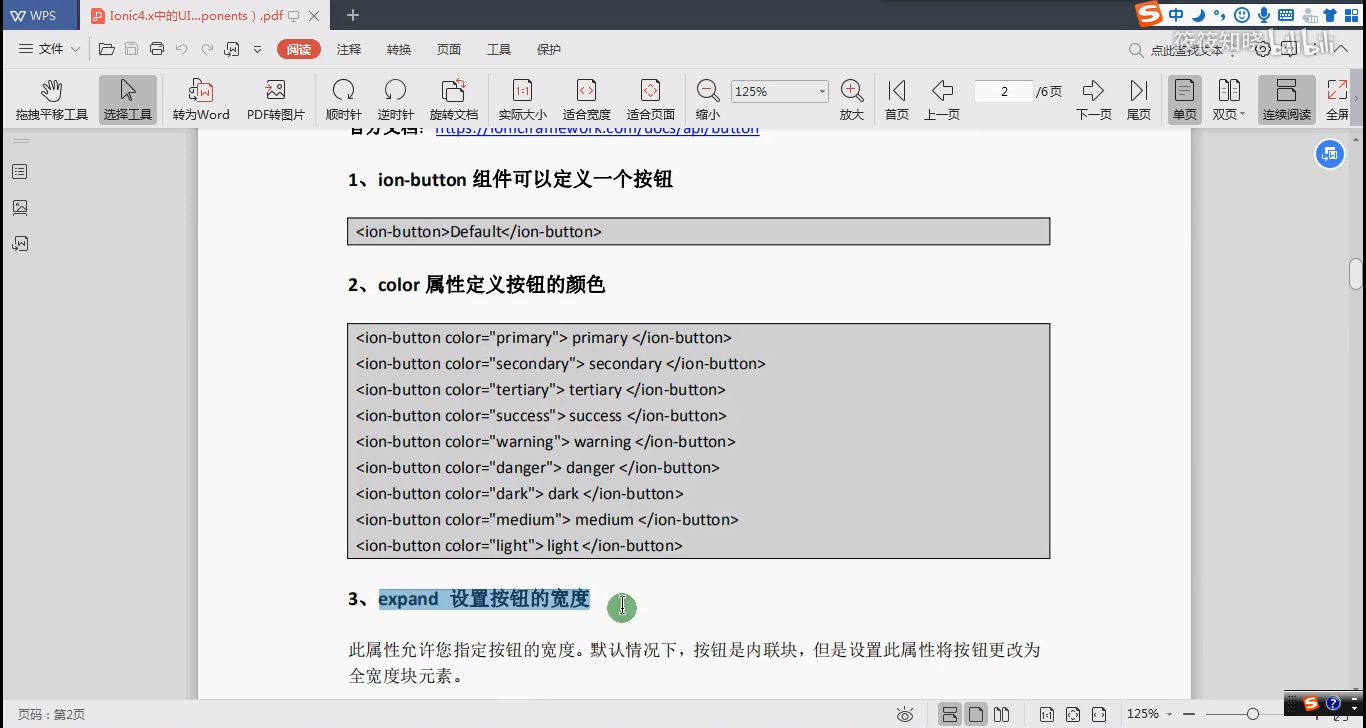 WPS
Ionic4.x中的UI...ponents）.pdf
中
文件
阅读
注释
转换
页面
工具
保护
点此查找文本
bilibili
拖拽平移工具
选择工具
转为Word
PDF转图片
顺时针
逆时针
旋转文档
1:1
实际大小
适合宽度
适合页面
缩小
125%
放大
首页
上一页
2
/6页
下一页
尾页
单页
双页
连续阅读
全屏
官方文档：https://ionicframework.com/docs/api/button
1、ion-button 组件可以定义一个按钮
<ion-button>Default</ion-button>
2、color 属性定义按钮的颜色
<ion-button color="primary"> primary </ion-button>
<ion-button color="secondary"> secondary </ion-button>
<ion-button color="tertiary"> tertiary </ion-button>
<ion-button color="success"> success </ion-button>
<ion-button color="warning"> warning </ion-button>
<ion-button color="danger"> danger </ion-button>
<ion-button color="dark"> dark </ion-button>
<ion-button color="medium"> medium </ion-button>
<ion-button color="light"> light </ion-button>
3、expand 设置按钮的宽度
此属性允许您指定按钮的宽度。默认情况下，按钮是内联块，但是设置此属性将按钮更改为
全宽度块元素。
页码：第2页
125%